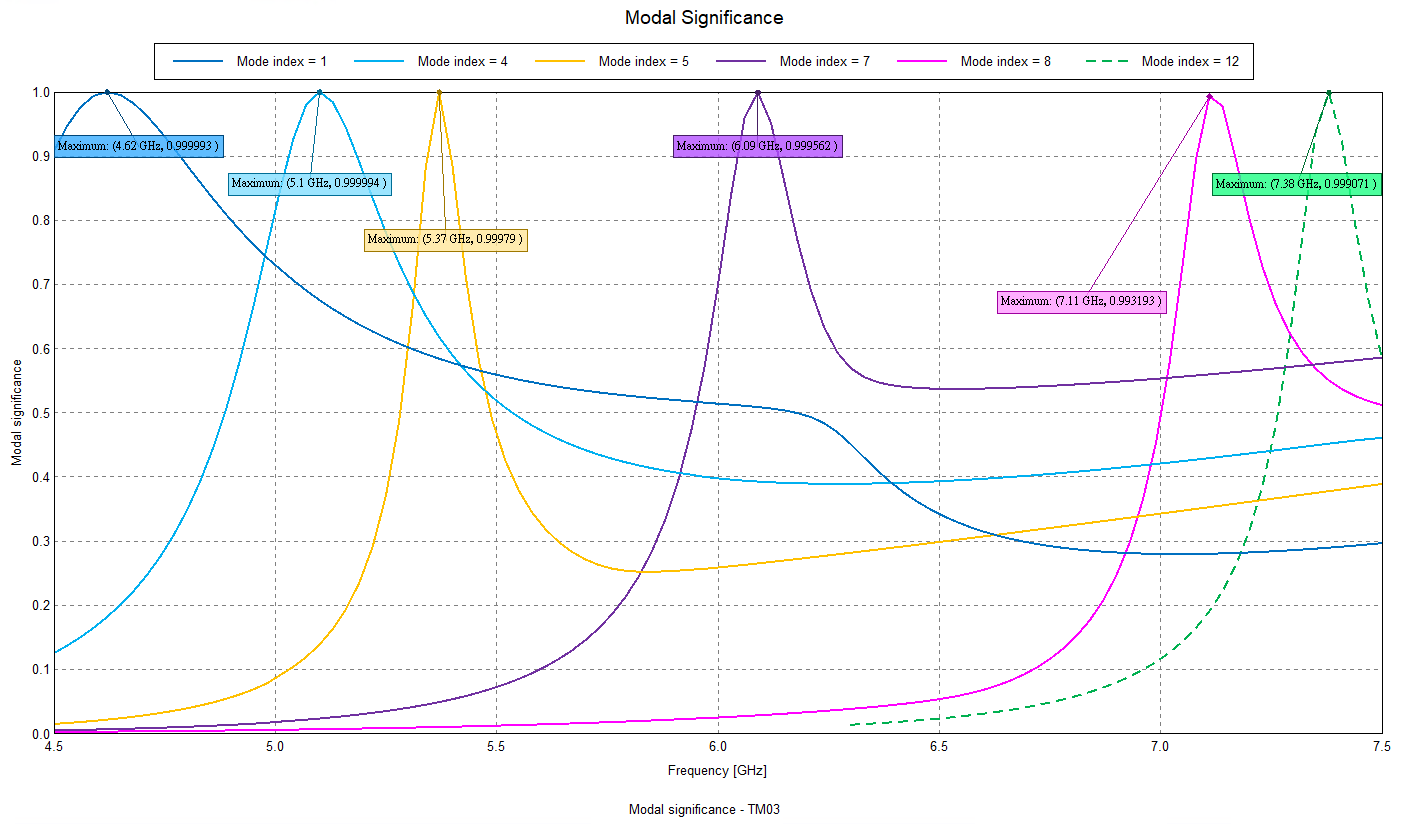 Modal Significance
Mode index = 1 Mode index = 4 Mode index = 5 Mode index = 7 Mode index = 8 Mode index = 12
1.0
Maximum: (4.62 GHz, 0.999993 )
Maximum: (6.09 GHz, 0.999562 )
0.9
Maximum: (5.1 GHz, 0.999994 )
Maximum: (7.38 GHz, 0.999071 )
0.8
Maximum: (5.37 GHz, 0.99979 )
0.7
Maximum: (7.11 GHz, 0.993193 )
0.6
0.5
0.4
0.3
0.2
0.1
0.0
Modal significance
4.5 5.0 5.5 6.0 6.5 7.0 7.5
Frequency [GHz]
Modal significance - TM03